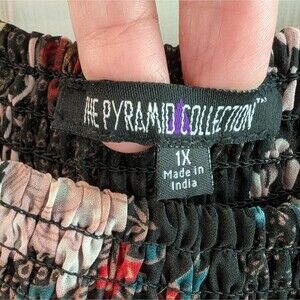 THE PYRAMID COLLECTION™
1X
Made in
India